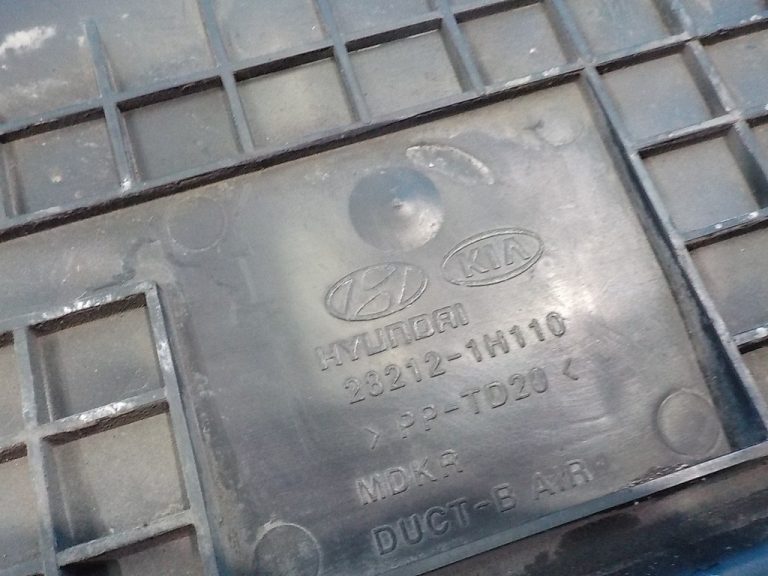 KIA
HYUNDAI
28212-1H110
>PP-TD20<
MDKR
DUCT-B AIR